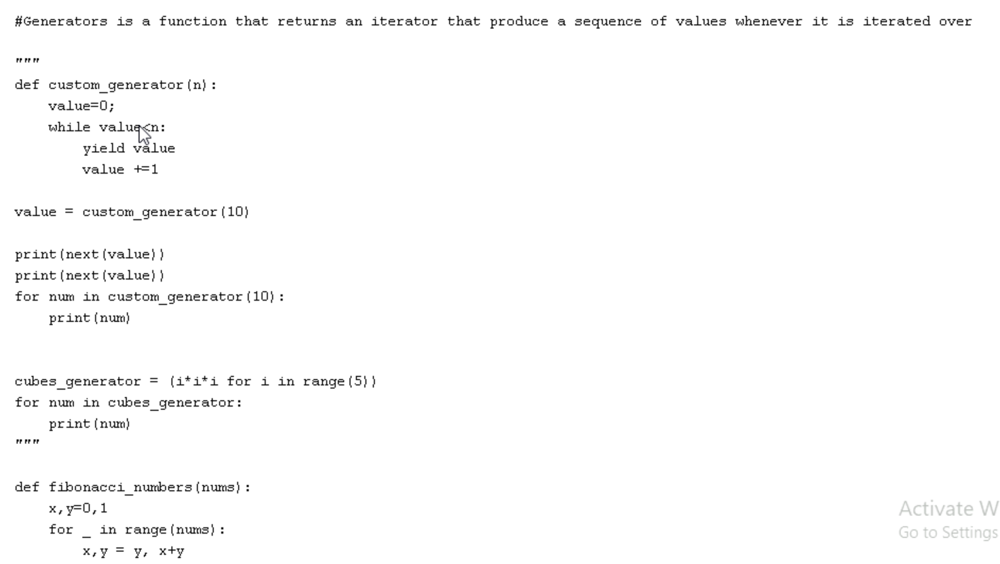 #Generators is a function that returns an iterator that produce a sequence of values whenever it is iterated over
"""
def custom_generator(n):
    value=0;
    while value<n:
        yield value
        value +=1
value = custom_generator(10)
print(next(value))
print(next(value))
for num in custom_generator(10):
    print(num)
cubes_generator = (i*i*i for i in range(5))
for num in cubes_generator:
    print(num)
"""
def fibonacci_numbers(nums):
    x,y=0,1
    for _ in range(nums):
        x,y = y, x+y
Activate W
Go to Settings